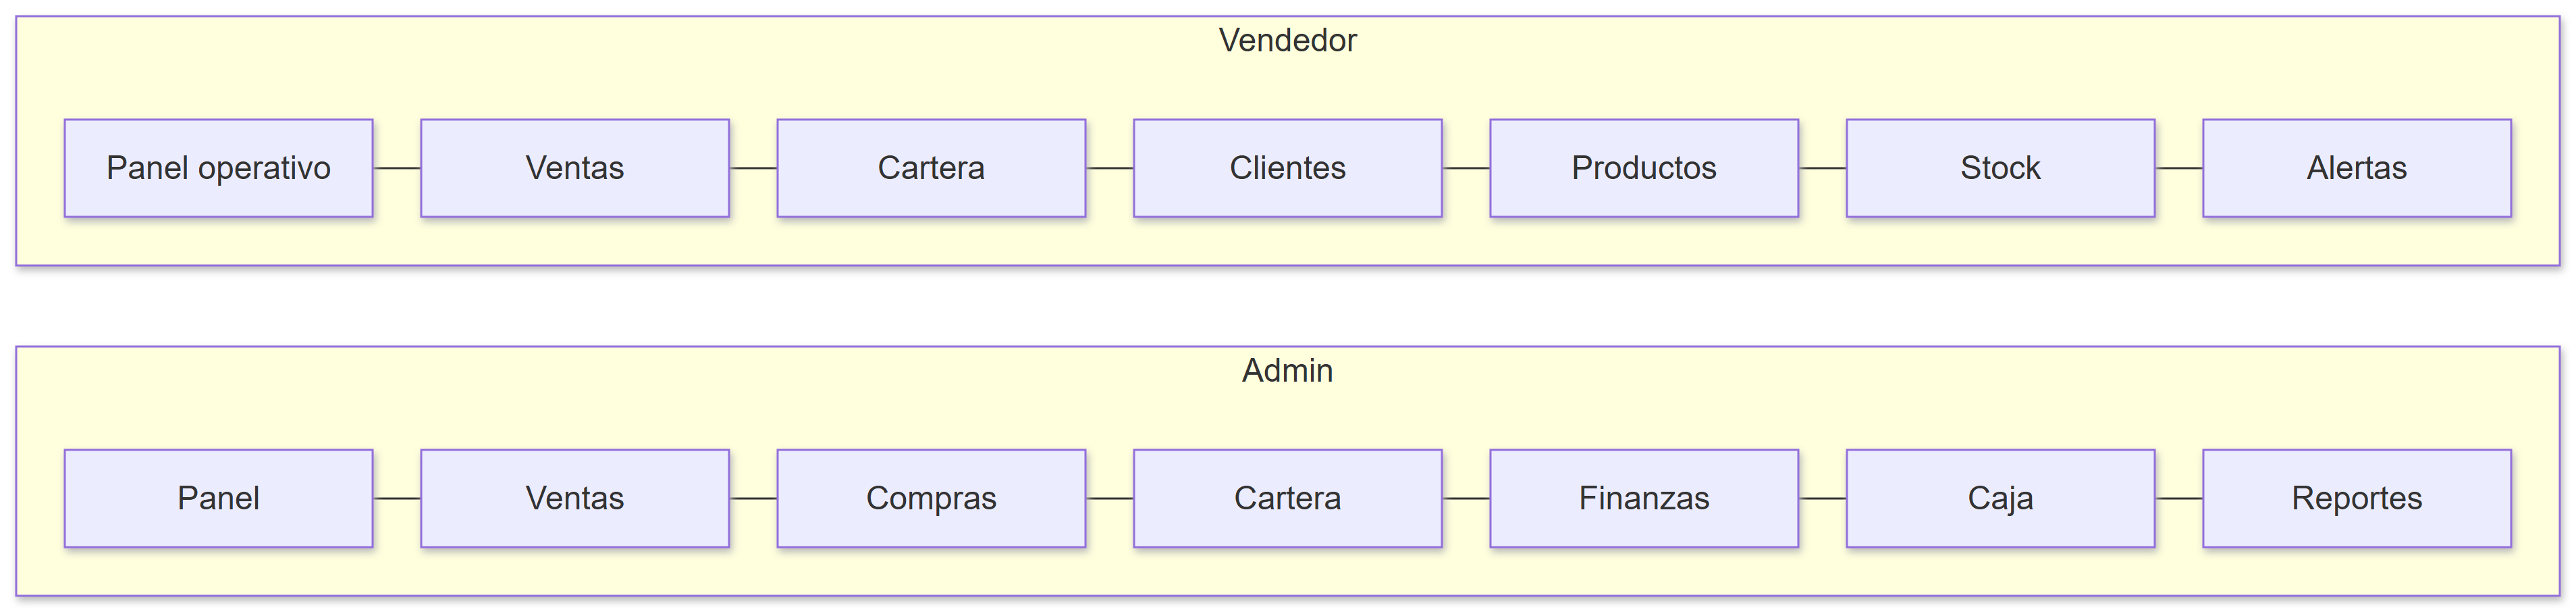 Vendedor
Panel operativo Ventas Cartera Clientes Productos Stock Alertas
Admin
Panel Ventas Compras Cartera Finanzas Caja Reportes